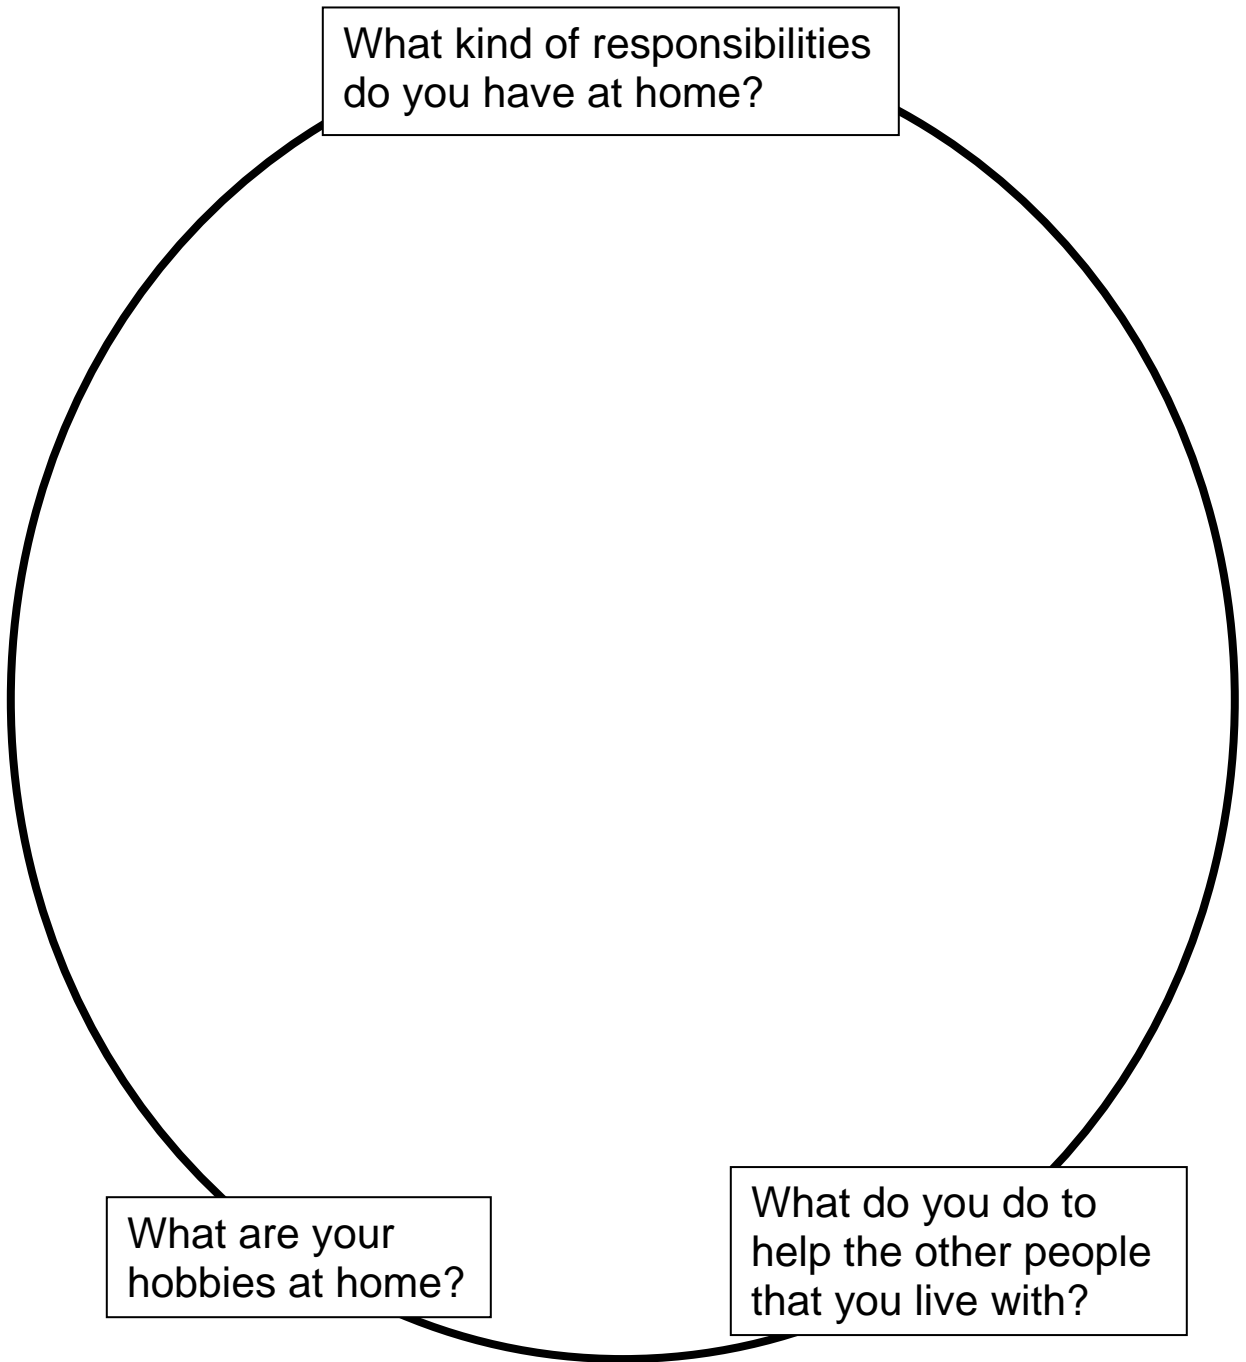 What kind of responsibilities
do you have at home?
What are your
hobbies at home?
What do you do to
help the other people
that you live with?